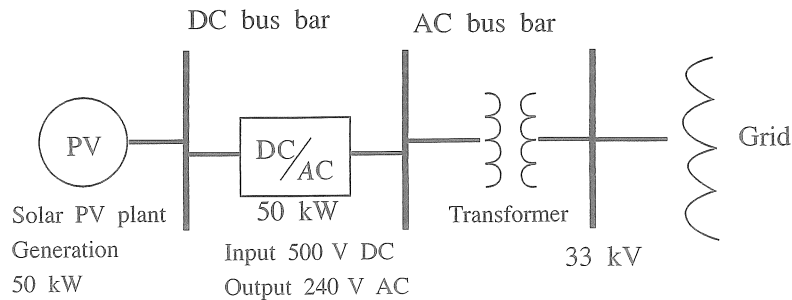 DC bus bar
AC bus bar
PV
DC/AC
Grid
Solar PV plant
Generation
50 kW
50 kW
Input 500 V DC
Output 240 V AC
Transformer
33 kV